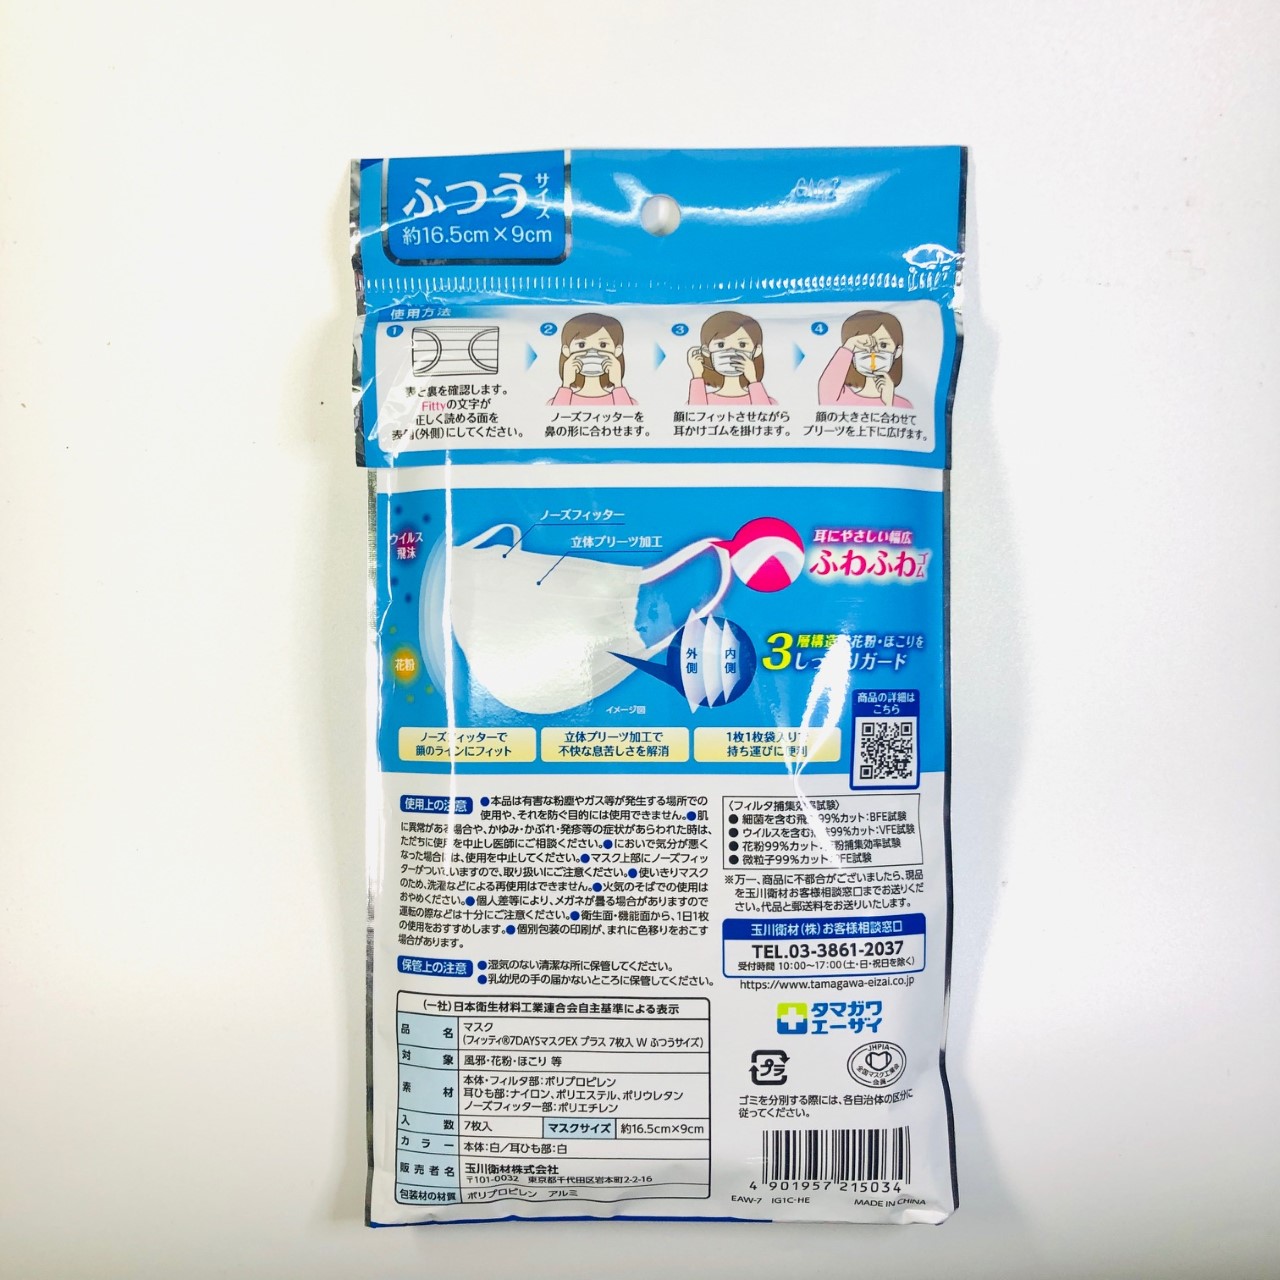 ふつう サイズ
約16.5cm×9cm
使用方法
1
表と裏を確認します。
Fittyの文字が
正しく読める面を
表側(外側)にしてください。
2
ノーズフィッターを
鼻の形に合わせます。
3
顔にフィットさせながら
耳かけゴムを掛けます。
4
顔の大きさに合わせて
プリーツを上下に広げます。
ウイルス
飛沫
花粉
ノーズフィッター
立体プリーツ加工
耳にやさしい幅広
ふわふわゴム
外側
内側
3層構造で花粉・ほこりを
しっかりガード
イメージ図
商品の詳細は
こちら
ノーズフィッターで
顔のラインにフィット
立体プリーツ加工で
不快な息苦しさを解消
1枚1枚袋入りで
持ち運びに便利
使用上の注意 ●本品は有害な粉塵やガス等が発生する場所での
使用や、それを防ぐ目的には使用できません。●肌
に異常がある場合や、かゆみ・かぶれ・発疹等の症状があらわれた時は、
ただちに使用を中止し医師にご相談ください。●においで気分が悪く
なった場合には、使用を中止してください。●マスク上部にノーズフィッ
ターがついていますので、取り扱いにご注意ください。●使いきりマスク
のため、洗濯などによる再使用はできません。●火気のそばでの使用は
おやめください。●個人差等により、メガネが曇る場合がありますので
運転の際などは十分にご注意ください。●衛生面・機能面から、1日1枚
の使用をおすすめします。●個別包装の印刷が、まれに色移りをおこす
場合があります。
保管上の注意 ●湿気のない清潔な所に保管してください。
●乳幼児の手の届かないところに保管してください。
〈フィルタ捕集効率試験〉
●細菌を含む飛沫99%カット:BFE試験
●ウイルスを含む飛沫99%カット:VFE試験
●花粉99%カット:花粉捕集効率試験
●微粒子99%カット:PFE試験
※万一、商品に不都合がございましたら、現品
を玉川衛材お客様相談窓口までお送りくだ
さい。代品と郵送料をお送りいたします。
玉川衛材(株)お客様相談窓口
TEL.03-3861-2037
受付時間 10:00~17:00(土・日・祝日を除く)
https://www.tamagawa-eizai.co.jp
タマガワ
エーザイ
プラ
JHPIA
全国マスク工業会
会員
ゴミを分別する際には、各自治体の区分に
従ってください。
(一社)日本衛生材料工業連合会自主基準による表示
品名 マスク
(フィッティ®7DAYSマスクEX プラス 7枚入 W ふつうサイズ)
対象 風邪・花粉・ほこり 等
素材 本体・フィルタ部:ポリプロピレン
耳ひも部:ナイロン、ポリエステル、ポリウレタン
ノーズフィッター部:ポリエチレン
入数 7枚入 マスクサイズ 約16.5cm×9cm
カラー 本体:白/耳ひも部:白
販売者名 玉川衛材株式会社
〒101-0032 東京都千代田区岩本町2-2-16
包装材の材質 ポリプロピレン アルミ
4 901957 215034
EAW-7 IG1C-HE MADE IN CHINA